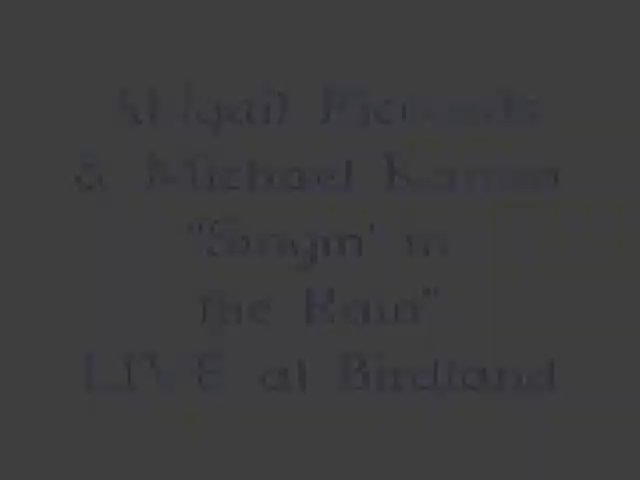 Abigail
& Michael
"Singin' in
the Rain"
LIVE at Birdland